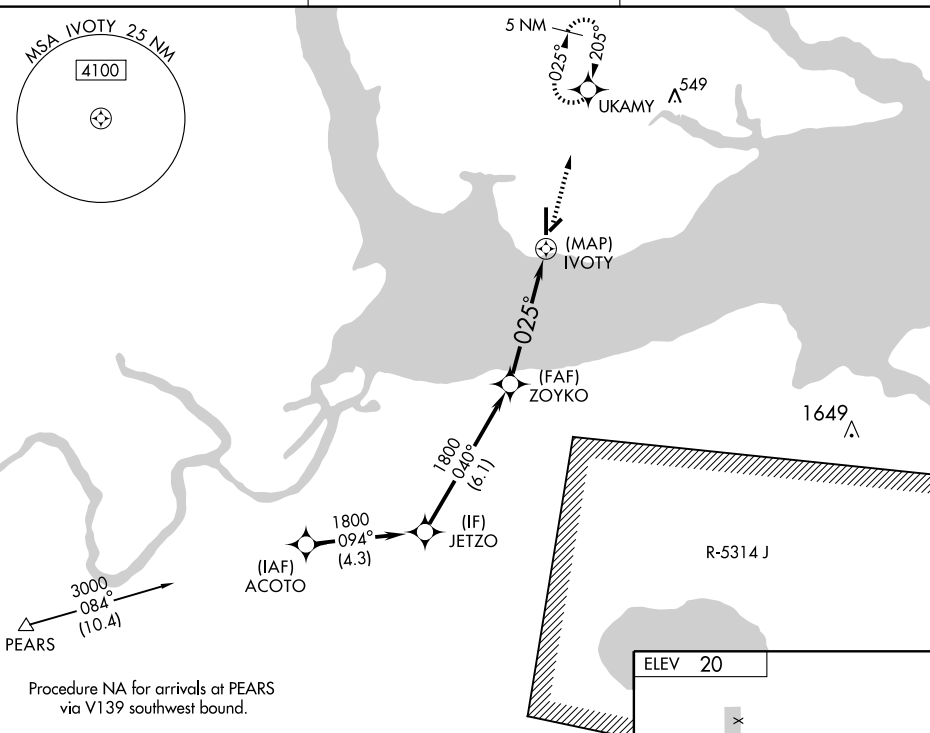 MSA IVOTY 25 NM
4100
5 NM
025°
205°
UKAMY
549
(MAP)
IVOTY
025°
(FAF)
ZOYKO
1649
1800
040°
(6.1)
(IF)
JETZO
1800
094°
(4.3)
(IAF)
ACOTO
R-5314 J
3000
084°
(10.4)
PEARS
ELEV 20
Procedure NA for arrivals at PEARS
via V139 southwest bound.
X